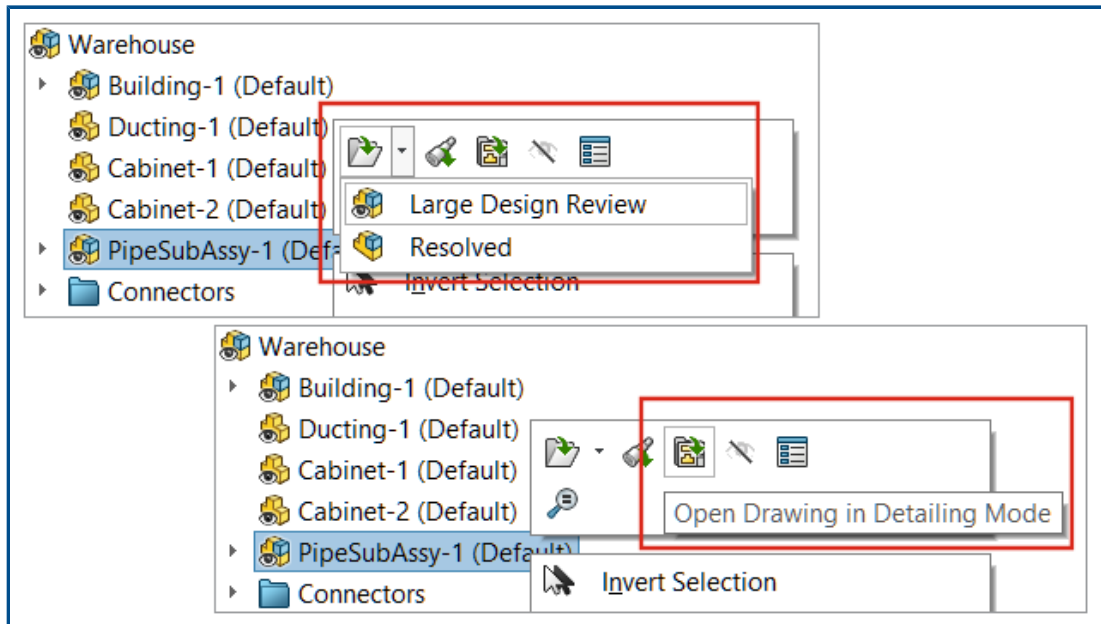 Warehouse
Building-1 (Default)
Ducting-1 (Default)
Cabinet-1 (Default)
Large Design Review
Cabinet-2 (Default)
Resolved
PipeSubAssy-1 (Defa
Invert Selection
Connectors
Warehouse
Building-1 (Default)
Ducting-1 (Default)
Cabinet-1 (Default)
Cabinet-2 (Default)
Open Drawing in Detailing Mode
PipeSubAssy-1 (Default)
Invert Selection
Connectors